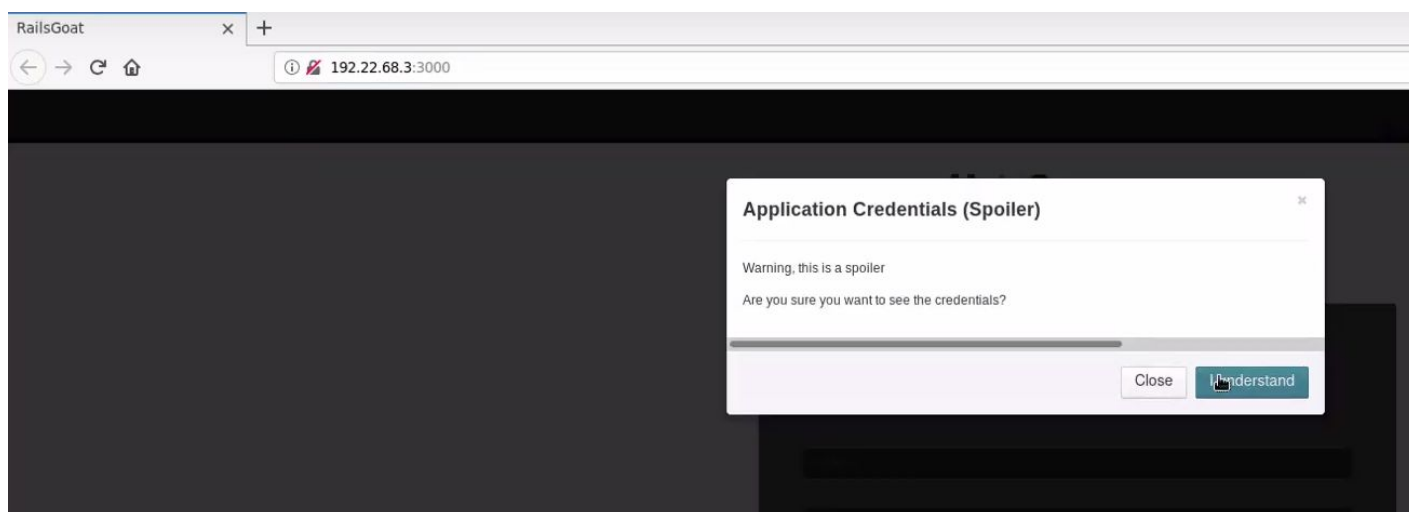 RailsGoat
192.22.68.3:3000
Application Credentials (Spoiler)
Warning, this is a spoiler
Are you sure you want to see the credentials?
Close
I Understand